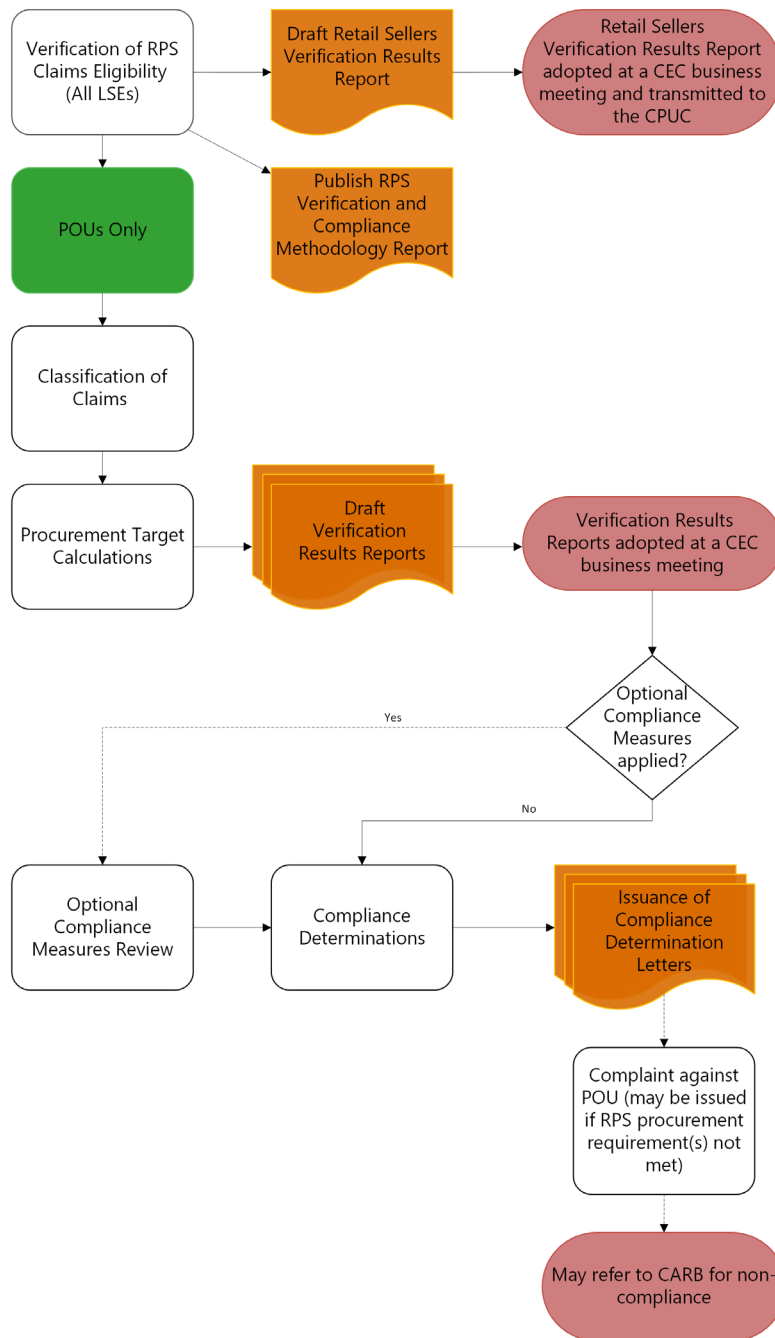 Verification of RPS
Claims Eligibility
(All LSEs)
Draft Retail Sellers
Verification Results
Report
Retail Sellers
Verification Results Report
adopted at a CEC business
meeting and transmitted to
the CPUC
POUs Only
Publish RPS
Verification and
Compliance
Methodology Report
Classification of
Claims
Procurement Target
Calculations
Draft
Verification
Results Reports
Verification Results
Reports adopted at a CEC
business meeting
Optional
Compliance
Measures
applied?
Yes
No
Optional
Compliance
Measures Review
Compliance
Determinations
Issuance of
Compliance
Determination
Letters
Complaint against
POU (may be issued
if RPS procurement
requirement(s) not
met)
May refer to CARB for non-
compliance